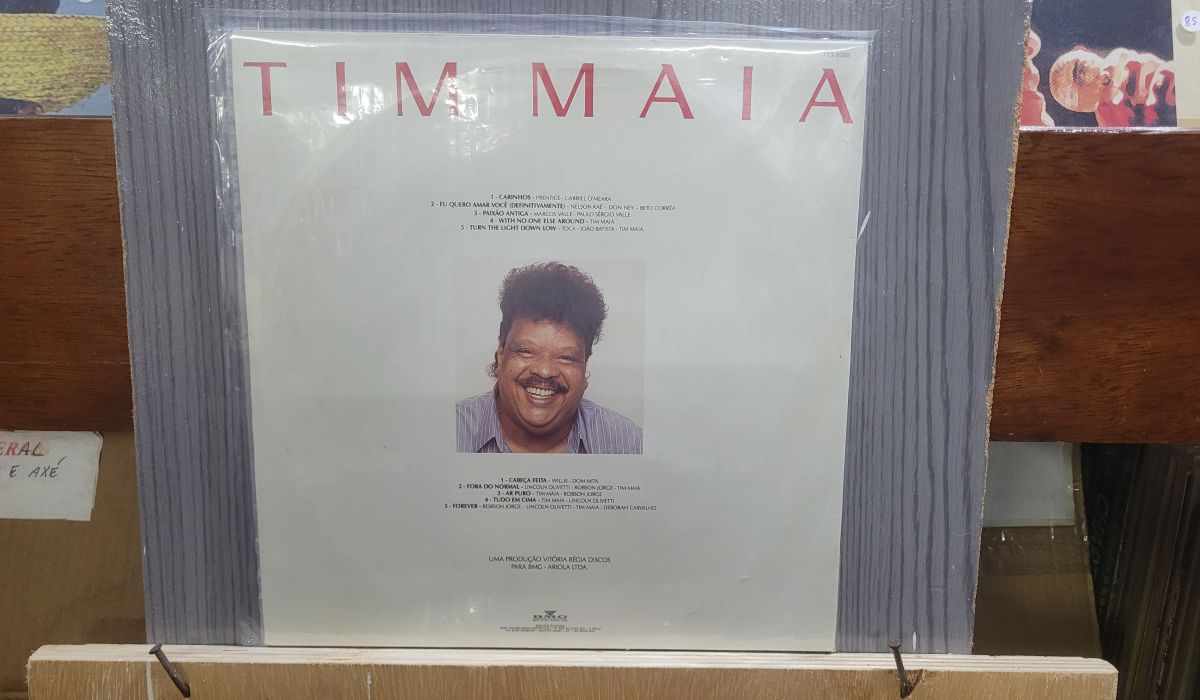 85
713.0068
TIM MAIA
1 - CARINHOS - PRENTICE - GABRIEL O'MEARA
2 - EU QUERO AMAR VOCÊ (DEFINITIVAMENTE) - NELSON KAÊ - DON NEY - BETO CORRÊA
3 - PAIXÃO ANTIGA - MARCOS VALLE - PAULO SÉRGIO VALLE
4 - WITH NO ONE ELSE AROUND - TIM MAIA
5 - TURN THE LIGHT DOWN LOW - TOCA - JOÃO BATISTA - TIM MAIA
ERAL
E AXÉ
1 - CABEÇA FEITA - WILLIE - DOM MITA
2 - FORA DO NORMAL - LINCOLN OLIVETTI - ROBSON JORGE - TIM MAIA
3 - AR PURO - TIM MAIA - ROBSON JORGE
4 - TUDO EM CIMA - TIM MAIA - LINCOLN OLIVETTI
5 - FOREVER - ROBSON JORGE - LINCOLN OLIVETTI - TIM MAIA - DEBORAH CARVALHO
UMA PRODUÇÃO VITÓRIA RÉGIA DISCOS
PARA BMG - ARIOLA LTDA.
BMG